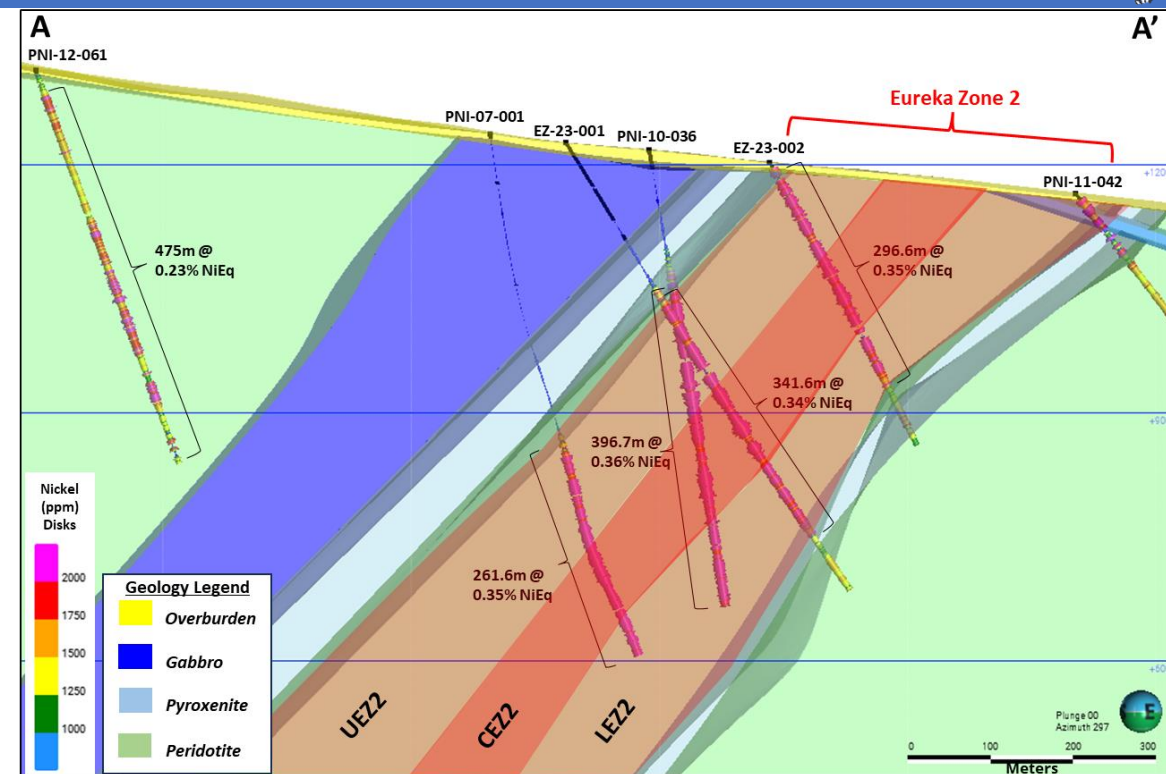 A
A'
PNI-12-061
PNI-07-001
EZ-23-001
PNI-10-036
EZ-23-002
Eureka Zone 2
PNI-11-042
475m @
0.23% NiEq
296.6m @
0.35% NiEq
341.6m @
0.34% NiEq
396.7m @
0.36% NiEq
261.6m @
0.35% NiEq
+120
+90
+50
UEZ2
CEZ2
LEZ2
Nickel
(ppm)
Disks
2000
1750
1500
1250
1000
Geology Legend
Overburden
Gabbro
Pyroxenite
Peridotite
Plunge 00
Azimuth 297
E
0 100 200 300
Meters